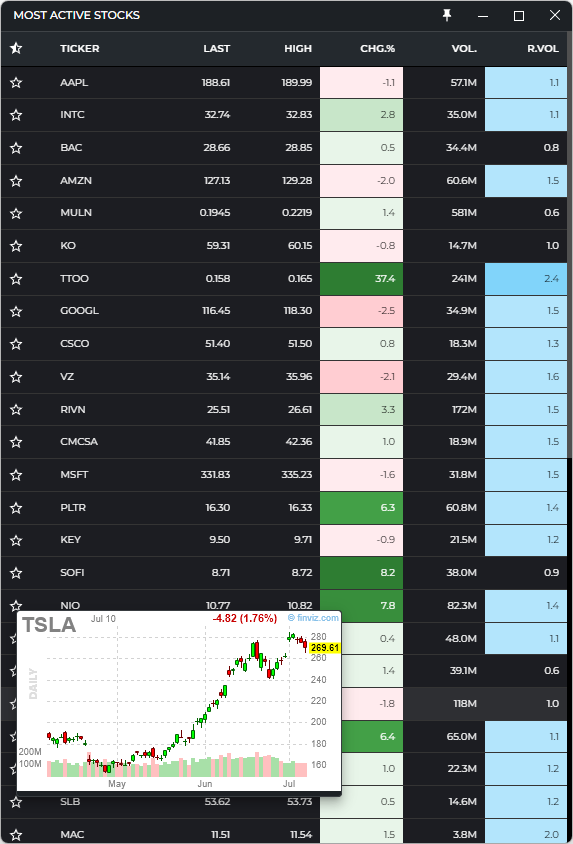 MOST ACTIVE STOCKS
TICKER LAST HIGH CHG.% VOL. R.VOL
AAPL 188.61 189.99 -1.1 57.1M 1.1
INTC 32.74 32.83 2.8 35.0M 1.1
BAC 28.66 28.85 0.5 34.4M 0.8
AMZN 127.13 129.28 -2.0 60.6M 1.5
MULN 0.1945 0.2219 1.4 581M 0.6
KO 59.31 60.15 -0.8 14.7M 1.0
TTOO 0.158 0.165 37.4 241M 2.4
GOOGL 116.45 118.30 -2.5 34.9M 1.5
CSCO 51.40 51.50 0.8 18.3M 1.3
VZ 35.14 35.96 -2.1 29.4M 1.6
RIVN 25.51 26.61 3.3 172M 1.5
CMCSA 41.85 42.36 1.0 18.9M 1.5
MSFT 331.83 335.23 -1.6 31.8M 1.5
PLTR 16.30 16.33 6.3 60.8M 1.4
KEY 9.50 9.71 -0.9 21.5M 1.2
SOFI 8.71 8.72 8.2 38.0M 0.9
NIO 10.77 10.82 7.8 82.3M 1.4
TSLA Jul 10 -4.82 (1.76%) © finviz.com
0.4 48.0M 1.1
280
269.61
260
1.4 39.1M 0.6
DAILY
240
220
-1.8 118M 1.0
200
180
6.4 65.0M 1.1
200M
100M 160
1.0 22.3M 1.2
May Jun Jul
SLB 53.62 53.73 0.5 14.6M 1.2
MAC 11.51 11.54 1.5 3.8M 2.0